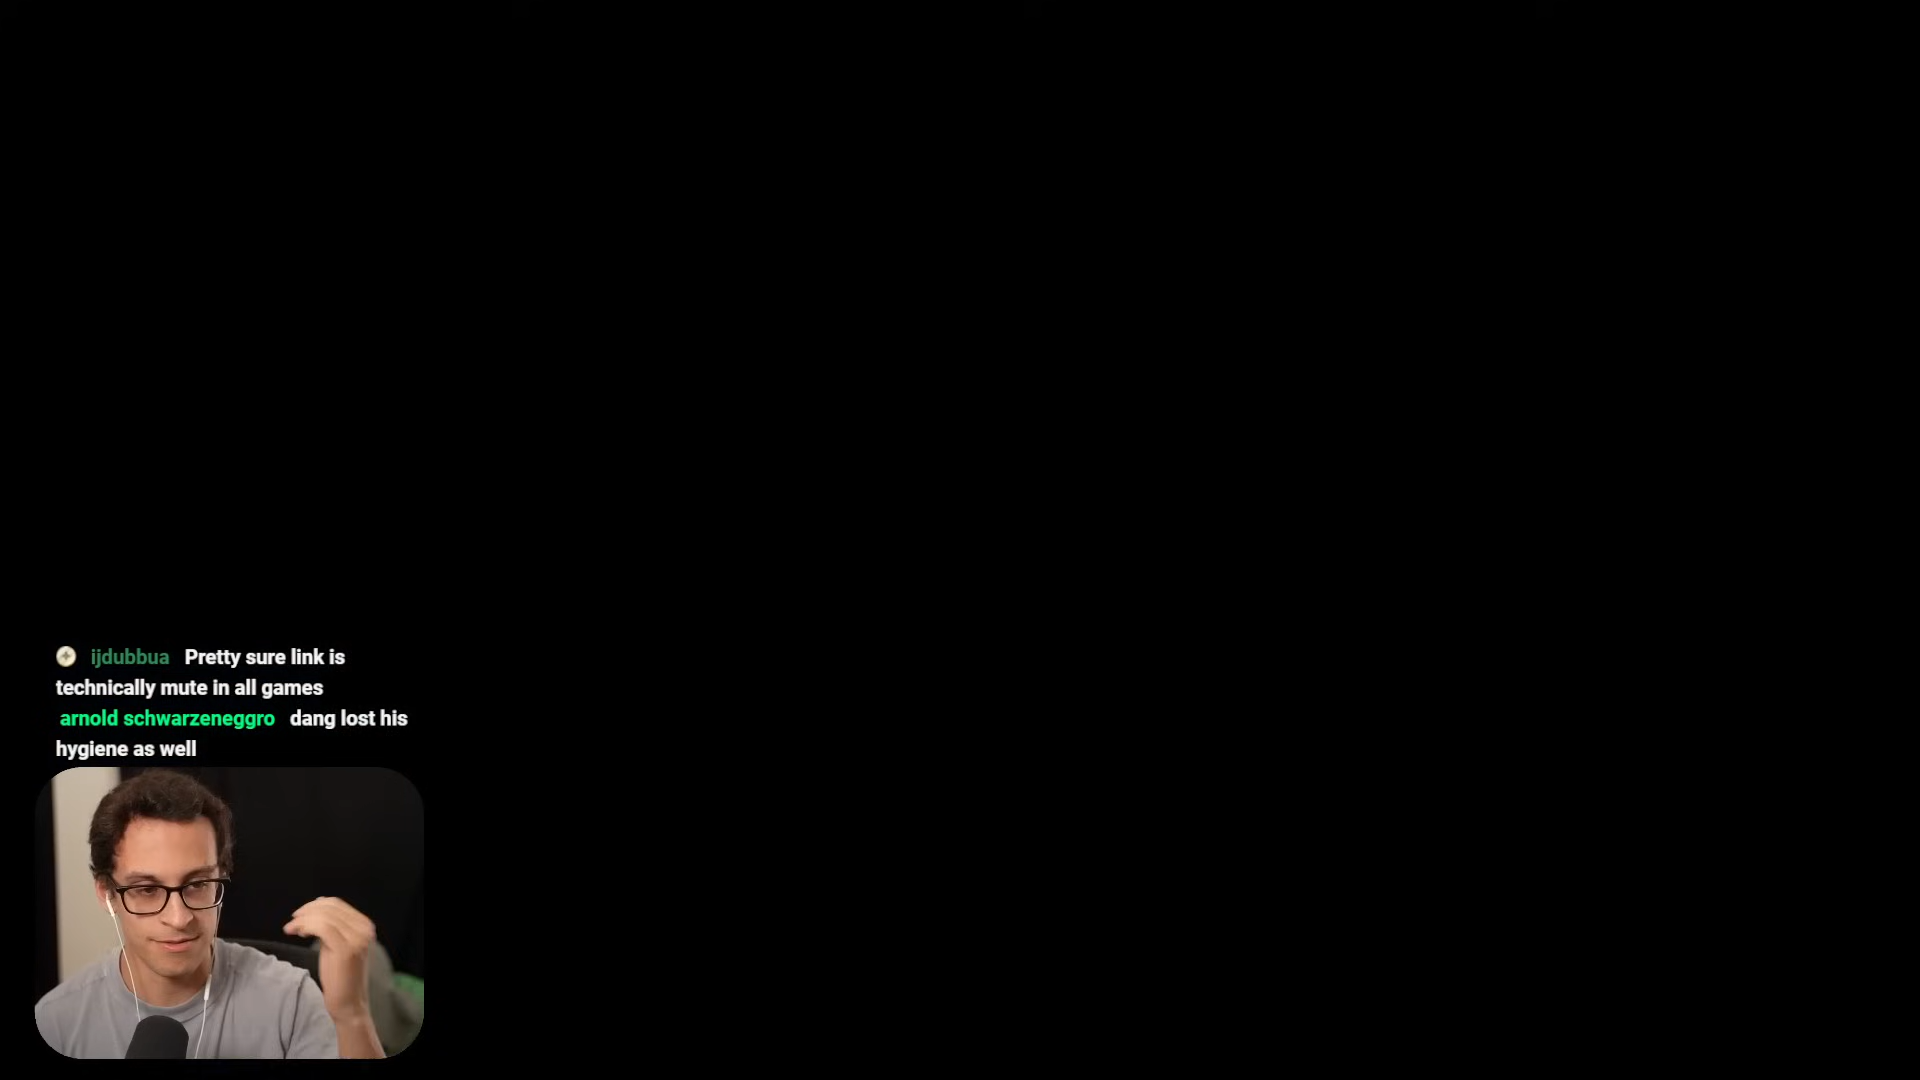 ijdubbua Pretty sure link is
technically mute in all games
arnold schwarzeneggro dang lost his
hygiene as well